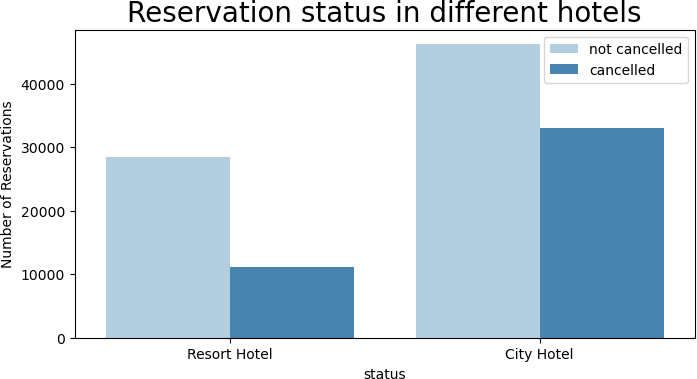 Reservation status in different hotels
not cancelled
cancelled
Number of Reservations
40000
30000
20000
10000
0
Resort Hotel
City Hotel
status